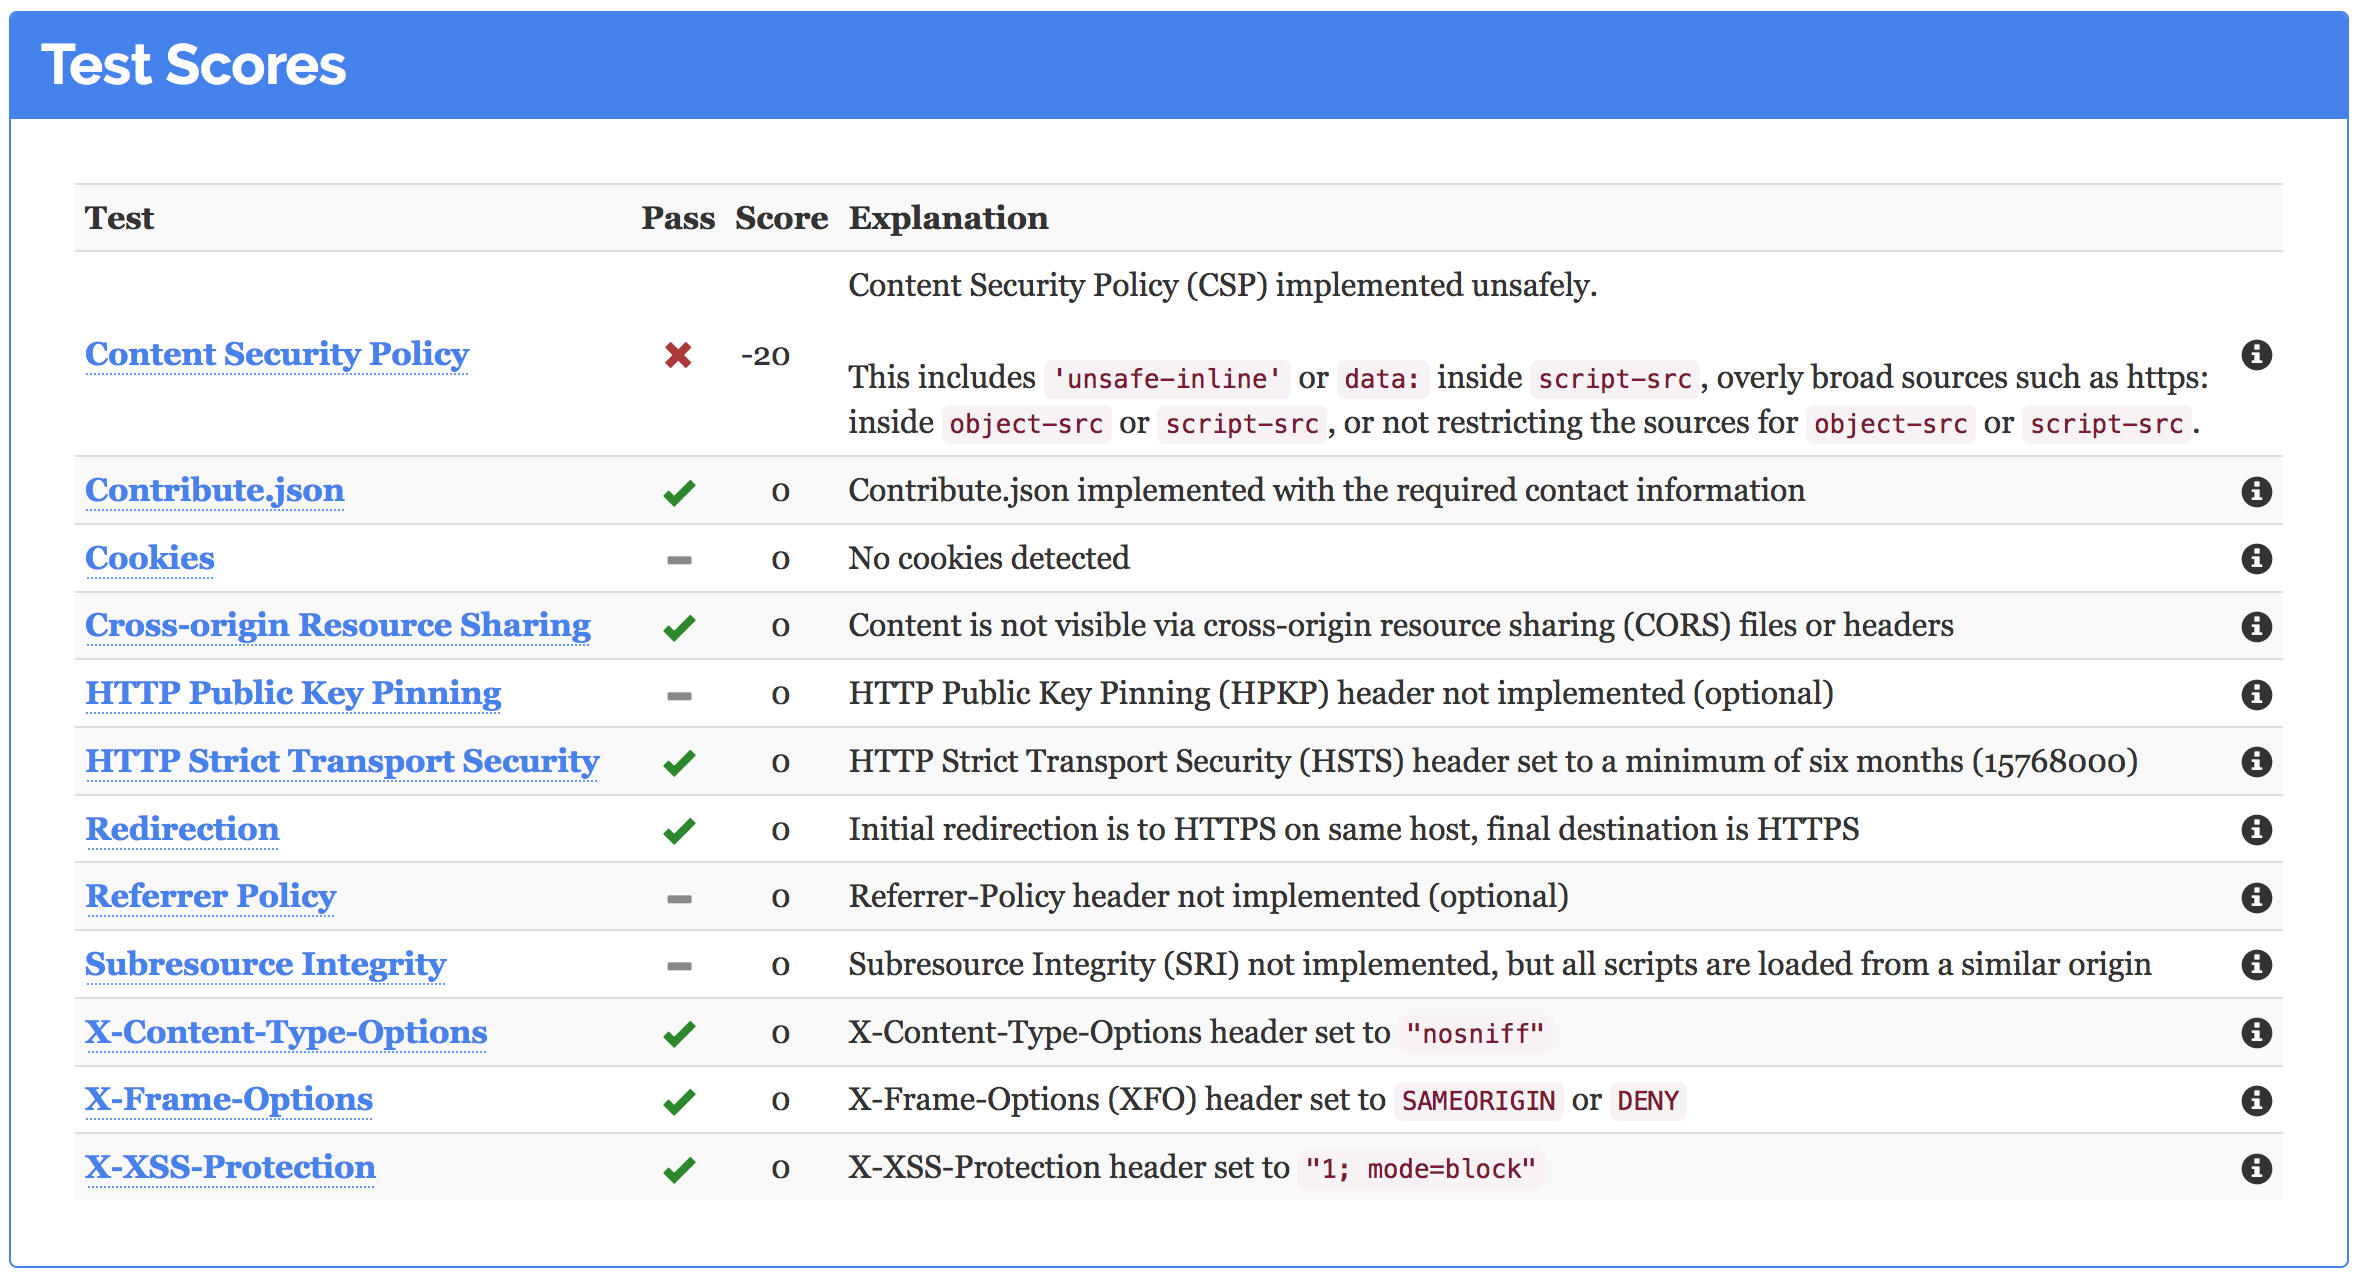 Test Scores
Test Pass Score Explanation
Content Security Policy -20 Content Security Policy (CSP) implemented unsafely.
This includes 'unsafe-inline' or data: inside script-src, overly broad sources such as https:
inside object-src or script-src, or not restricting the sources for object-src or script-src.
Contribute.json 0 Contribute.json implemented with the required contact information
Cookies 0 No cookies detected
Cross-origin Resource Sharing 0 Content is not visible via cross-origin resource sharing (CORS) files or headers
HTTP Public Key Pinning 0 HTTP Public Key Pinning (HPKP) header not implemented (optional)
HTTP Strict Transport Security 0 HTTP Strict Transport Security (HSTS) header set to a minimum of six months (15768000)
Redirection 0 Initial redirection is to HTTPS on same host, final destination is HTTPS
Referrer Policy 0 Referrer-Policy header not implemented (optional)
Subresource Integrity 0 Subresource Integrity (SRI) not implemented, but all scripts are loaded from a similar origin
X-Content-Type-Options 0 X-Content-Type-Options header set to "nosniff"
X-Frame-Options 0 X-Frame-Options (XFO) header set to SAMEORIGIN or DENY
X-XSS-Protection 0 X-XSS-Protection header set to "1; mode=block"